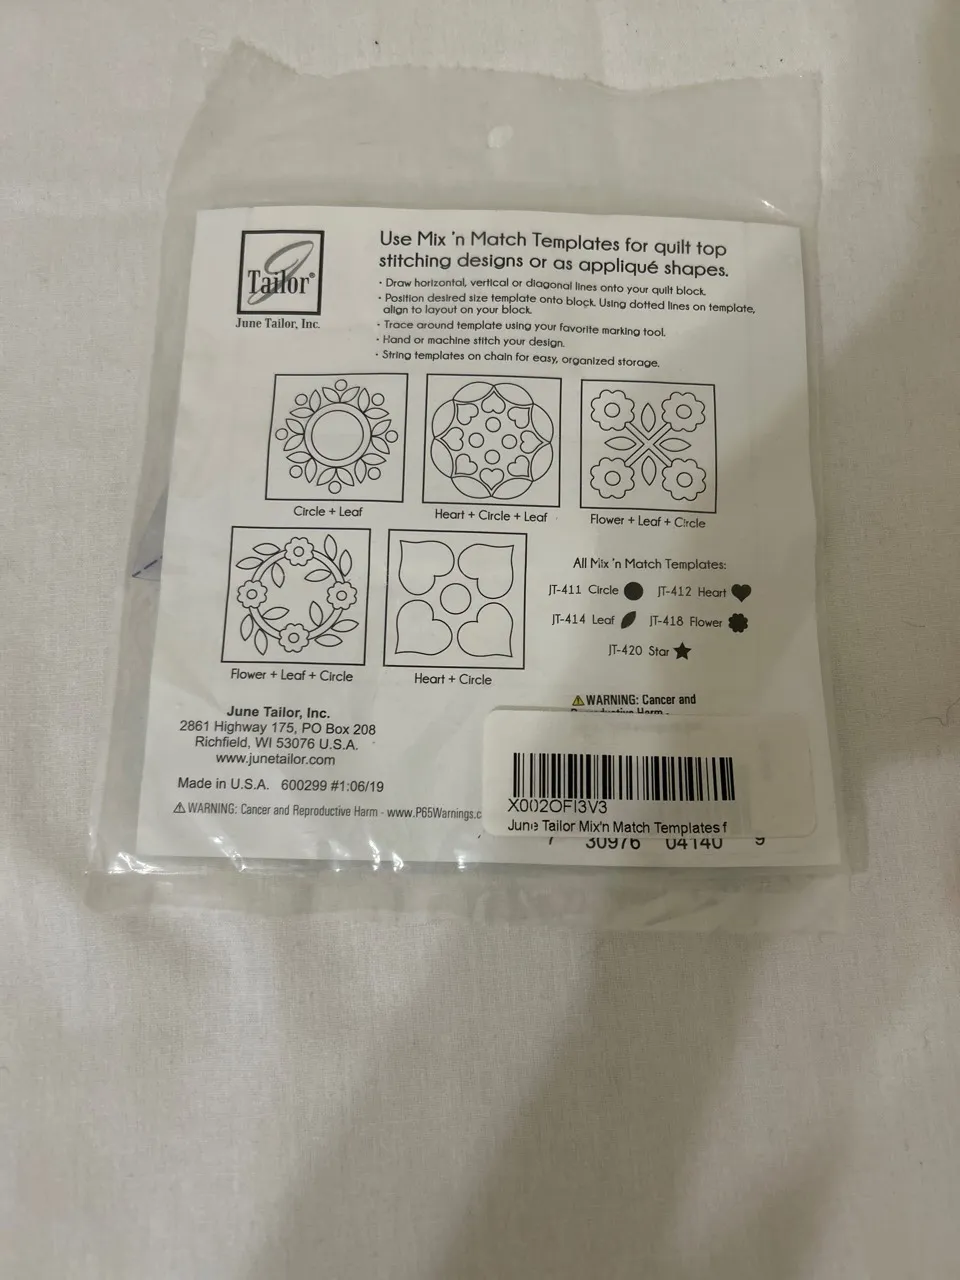 Tailor®
June Tailor, Inc.
Use Mix 'n Match Templates for quilt top
stitching designs or as appliqué shapes.
· Draw horizontal, vertical or diagonal lines onto your quilt block.
· Position desired size template onto block. Using dotted lines on template,
align to layout on your block.
· Trace around template using your favorite marking tool.
· Hand or machine stitch your design.
· String templates on chain for easy, organized storage.
Circle + Leaf
Heart + Circle + Leaf
Flower + Leaf + Circle
Flower + Leaf + Circle
Heart + Circle
All Mix 'n Match Templates:
JT-411 Circle JT-412 Heart
JT-414 Leaf JT-418 Flower
JT-420 Star
June Tailor, Inc.
2861 Highway 175, PO Box 208
Richfield, WI 53076 U.S.A.
www.junetailor.com
Made in U.S.A. 600299 #1:06/19
WARNING: Cancer and Reproductive Harm - www.P65Warnings.c
WARNING: Cancer and
Reproductive Harm -
X002OFI3V3
June Tailor Mix'n Match Templates f
7 30976 04140 9